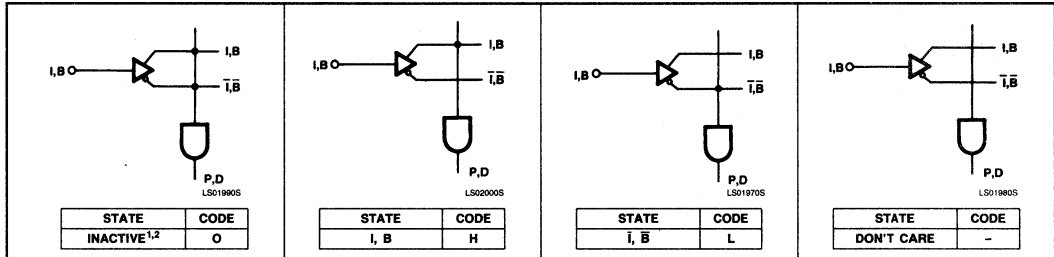 I,B
I,B
Ī,B̄
P,D
LS01990S
STATE CODE
INACTIVE1,2 O
I,B
I,B
Ī,B̄
P,D
LS02000S
STATE CODE
I, B H
I,B
I,B
Ī,B̄
P,D
LS01970S
STATE CODE
Ī, B̄ L
I,B
I,B
Ī,B̄
P,D
LS01980S
STATE CODE
DON'T CARE –